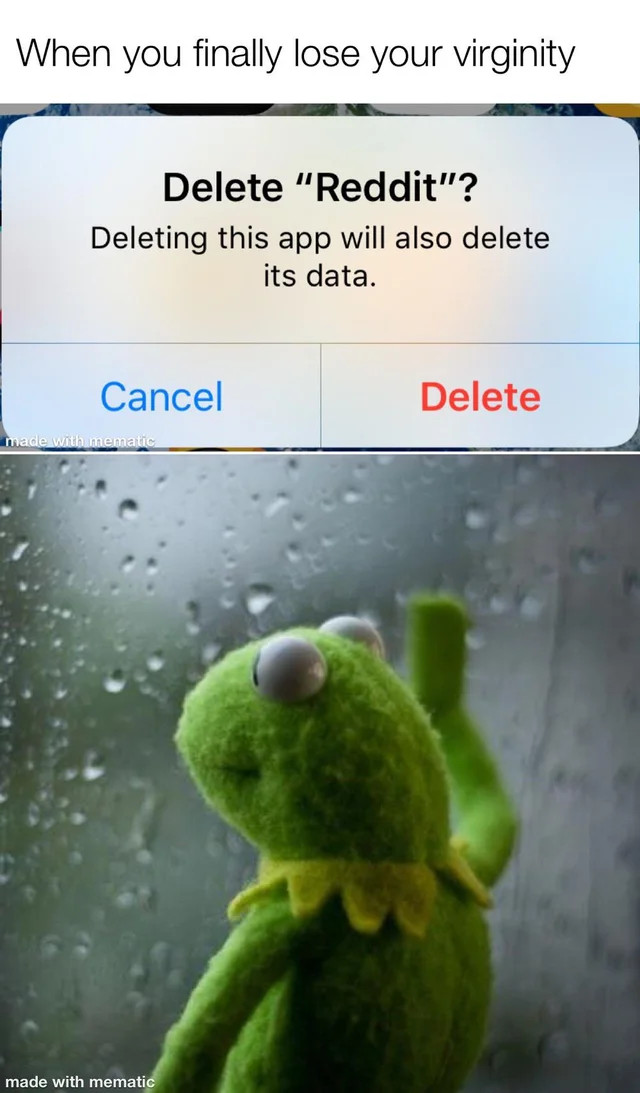 When you finally lose your virginity
Delete “Reddit”?
Deleting this app will also delete
its data.
Cancel
Delete
made with mematic
made with mematic